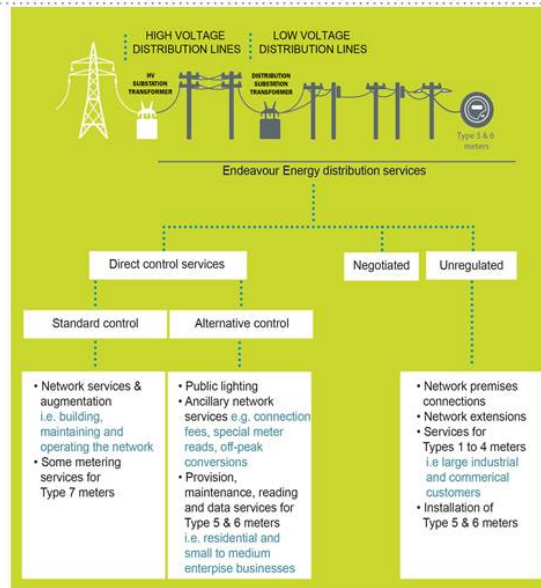 HIGH VOLTAGE
DISTRIBUTION LINES
LOW VOLTAGE
DISTRIBUTION LINES
HV
SUBSTATION
TRANSFORMER
DISTRIBUTION
SUBSTATION
TRANSFORMER
Type 5 & 6
meters
Endeavour Energy distribution services
Direct control services
Negotiated
Unregulated
Standard control
Alternative control
• Network services &
augmentation
i.e. building,
maintaining and
operating the network
• Some metering
services for
Type 7 meters
• Public lighting
• Ancillary network
services e.g. connection
fees, special meter
reads, off-peak
conversions
• Provision,
maintenance, reading
and data services for
Type 5 & 6 meters
i.e. residential and
small to medium
enterpise businesses
• Network premises
connections
• Network extensions
• Services for
Types 1 to 4 meters
i.e large industrial
and commerical
customers
• Installation of
Type 5 & 6 meters